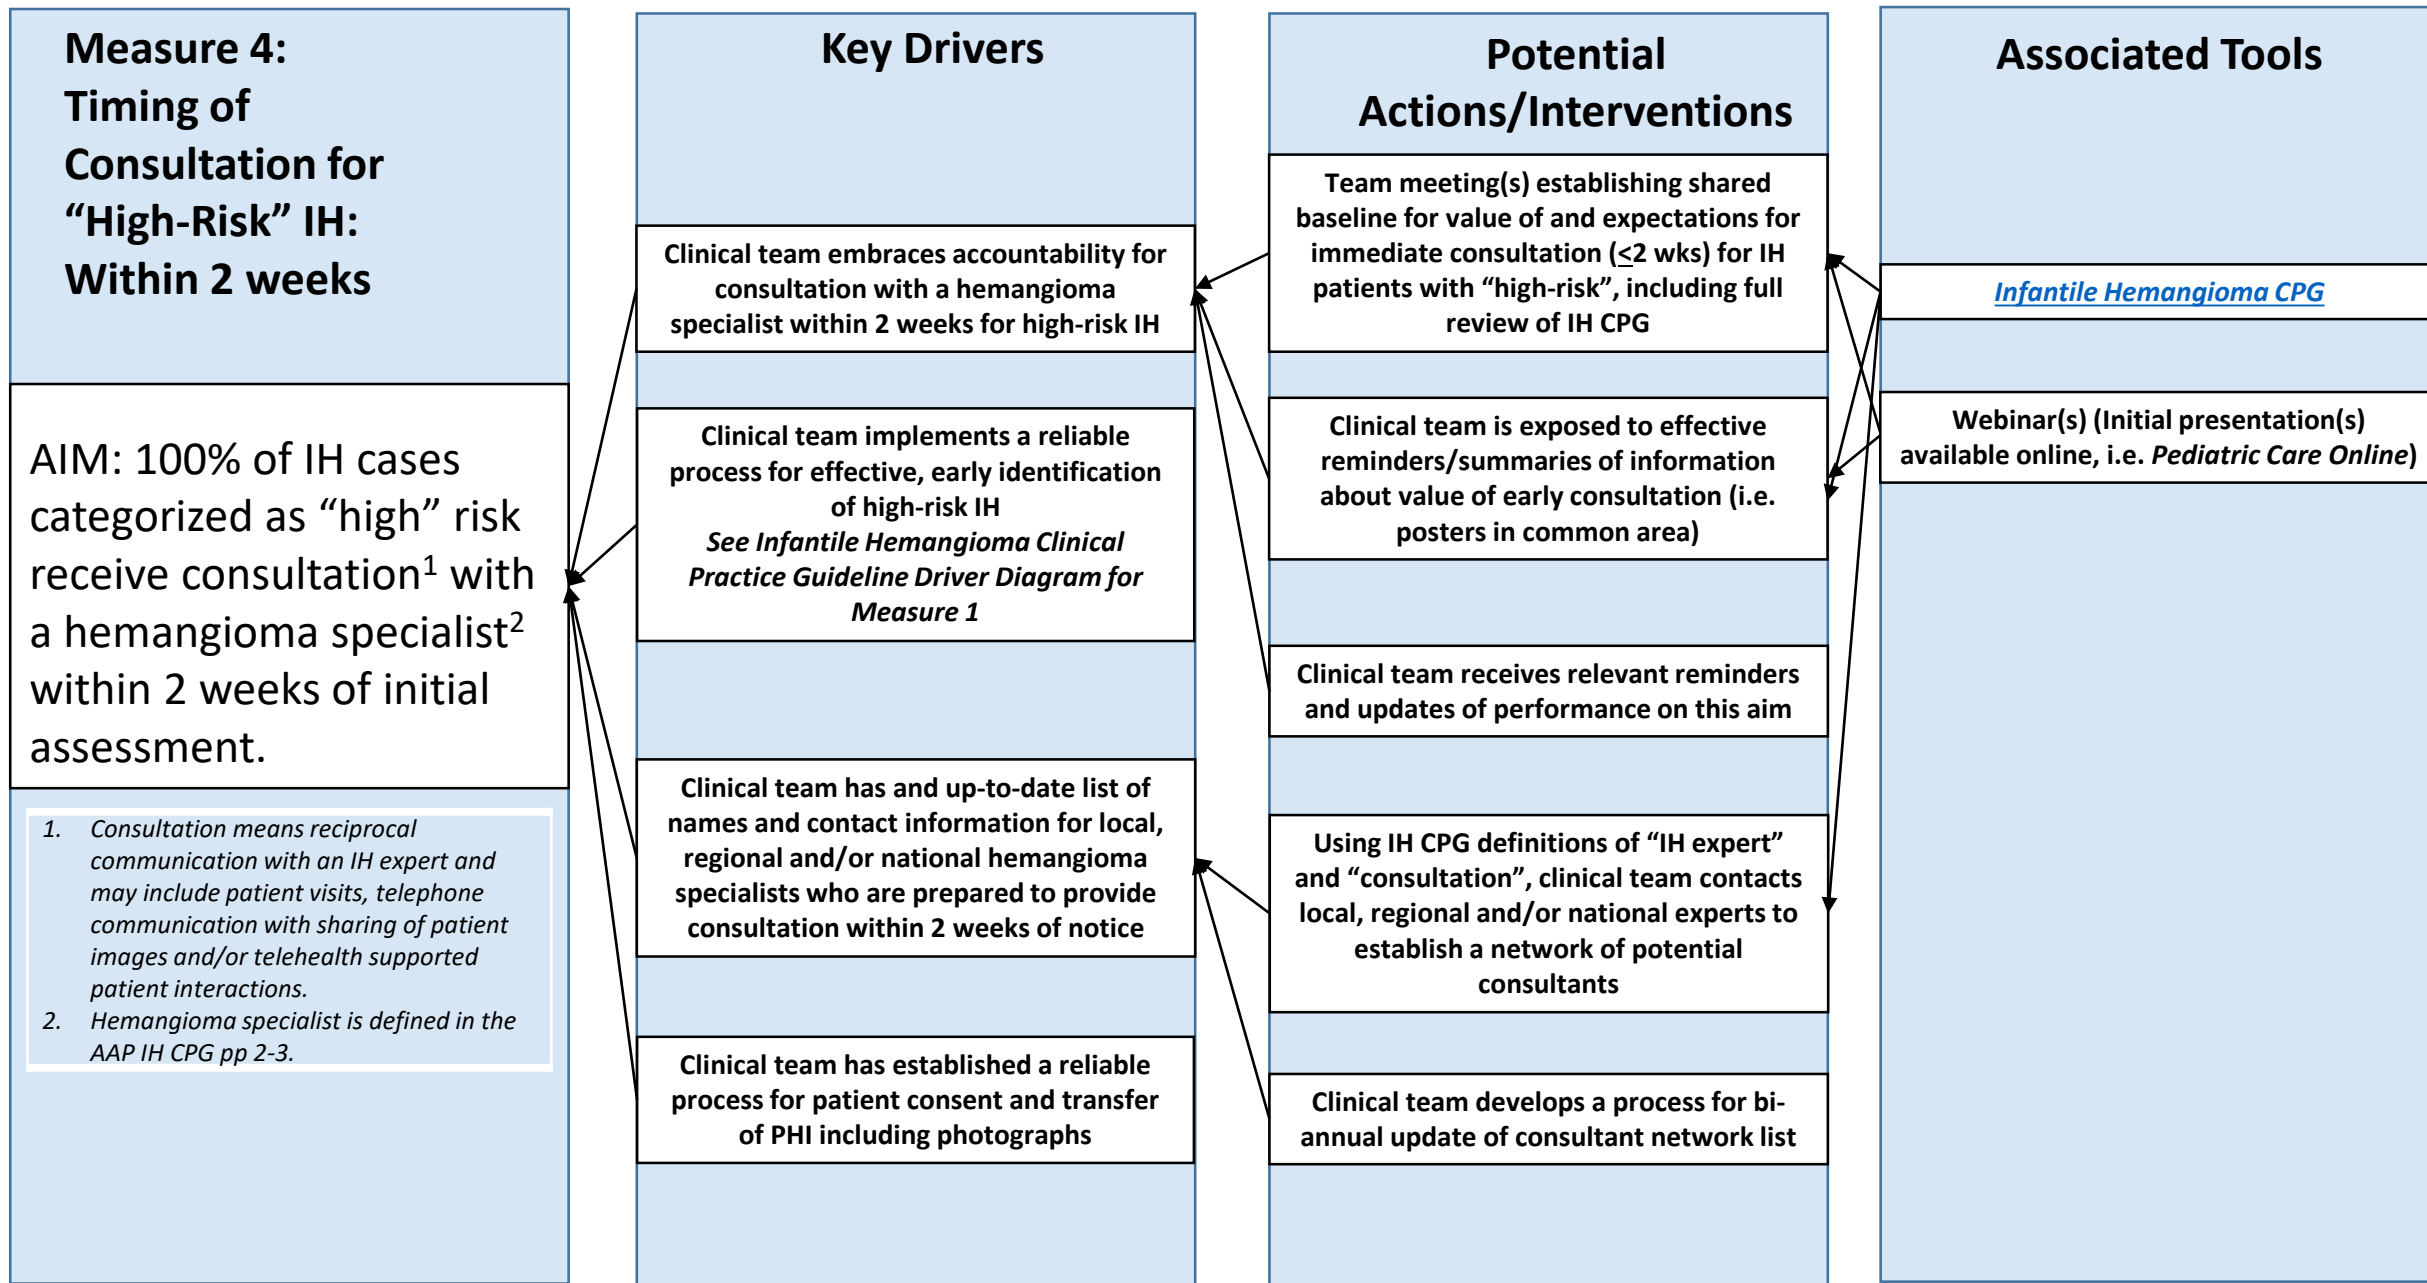 Measure 4:
Timing of
Consultation for
“High-Risk” IH:
Within 2 weeks
AIM: 100% of IH cases
categorized as “high” risk
receive consultation1 with
a hemangioma specialist2
within 2 weeks of initial
assessment.
1. Consultation means reciprocal
communication with an IH expert and
may include patient visits, telephone
communication with sharing of patient
images and/or telehealth supported
patient interactions.
2. Hemangioma specialist is defined in the
AAP IH CPG pp 2-3.
Key Drivers
Clinical team embraces accountability for
consultation with a hemangioma
specialist within 2 weeks for high-risk IH
Clinical team implements a reliable
process for effective, early identification
of high-risk IH
See Infantile Hemangioma Clinical
Practice Guideline Driver Diagram for
Measure 1
Clinical team has and up-to-date list of
names and contact information for local,
regional and/or national hemangioma
specialists who are prepared to provide
consultation within 2 weeks of notice
Clinical team has established a reliable
process for patient consent and transfer
of PHI including photographs
Potential
Actions/Interventions
Team meeting(s) establishing shared
baseline for value of and expectations for
immediate consultation (<2 wks) for IH
patients with “high-risk”, including full
review of IH CPG
Clinical team is exposed to effective
reminders/summaries of information
about value of early consultation (i.e.
posters in common area)
Clinical team receives relevant reminders
and updates of performance on this aim
Using IH CPG definitions of “IH expert”
and “consultation”, clinical team contacts
local, regional and/or national experts to
establish a network of potential
consultants
Clinical team develops a process for bi-
annual update of consultant network list
Associated Tools
Infantile Hemangioma CPG
Webinar(s) (Initial presentation(s)
available online, i.e. Pediatric Care Online)